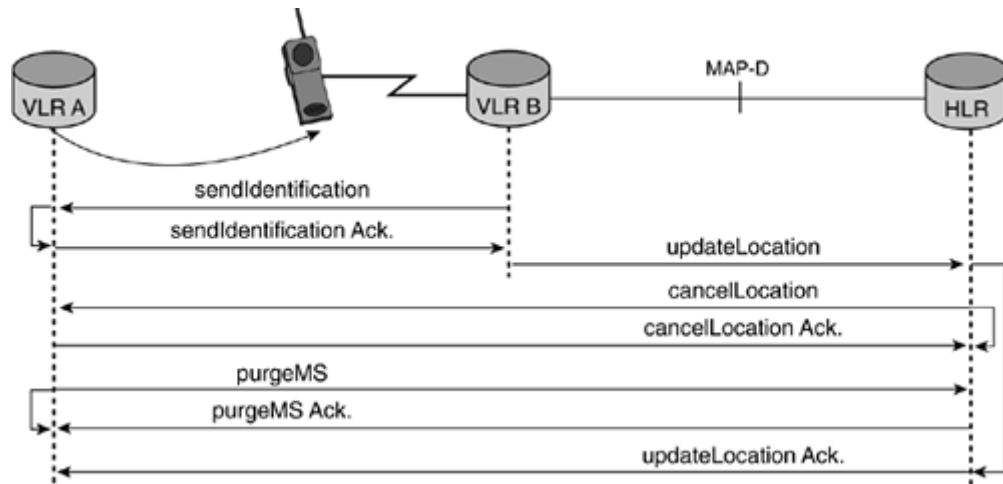 MAP-D
VLR A
VLR B
HLR
sendIdentification
sendIdentification Ack.
updateLocation
cancelLocation
cancelLocation Ack.
purgeMS
purgeMS Ack.
updateLocation Ack.